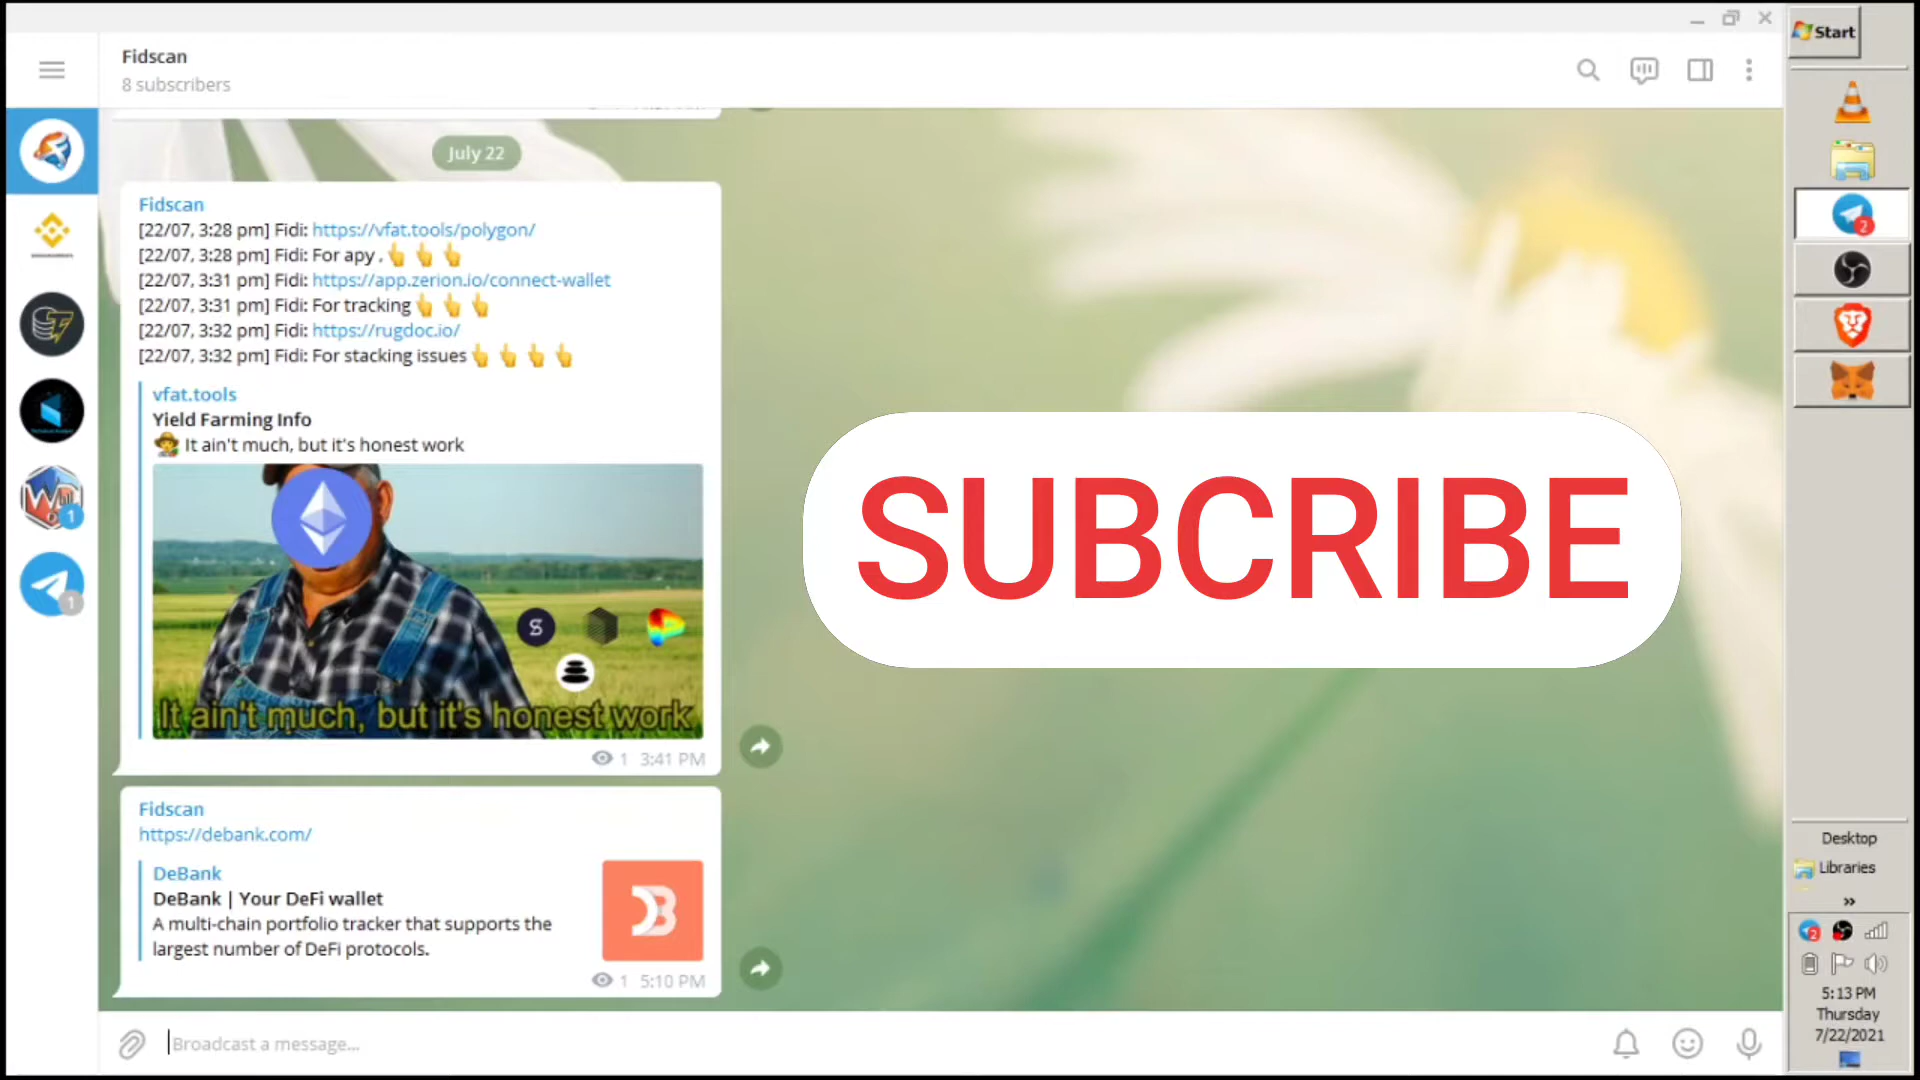 Fidscan
8 subscribers
July 22
Fidscan
[22/07, 3:28 pm] Fidi: https://vfat.tools/polygon/
[22/07, 3:28 pm] Fidi: For apy , 👆 👆 👆
[22/07, 3:31 pm] Fidi: https://app.zerion.io/connect-wallet
[22/07, 3:31 pm] Fidi: For tracking 👆 👆 👆
[22/07, 3:32 pm] Fidi: https://rugdoc.io/
[22/07, 3:32 pm] Fidi: For stacking issues 👆 👆 👆 👆
vfat.tools
Yield Farming Info
🧑‍🌾 It ain't much, but it's honest work
It ain't much, but it's honest work
1 3:41 PM
Fidscan
https://debank.com/
DeBank
DeBank | Your DeFi wallet
A multi-chain portfolio tracker that supports the
largest number of DeFi protocols.
1 5:10 PM
Broadcast a message...
SUBCRIBE
1
1
Start
2
Desktop
Libraries
»
2
5:13 PM
Thursday
7/22/2021